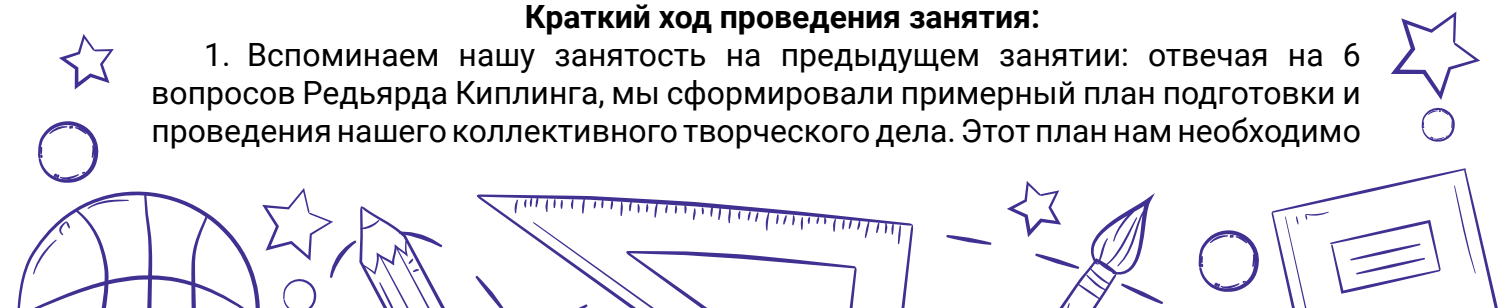 Краткий ход проведения занятия:
1. Вспоминаем нашу занятость на предыдущем занятии: отвечая на 6
вопросов Редьярда Киплинга, мы сформировали примерный план подготовки и
проведения нашего коллективного творческого дела. Этот план нам необходимо